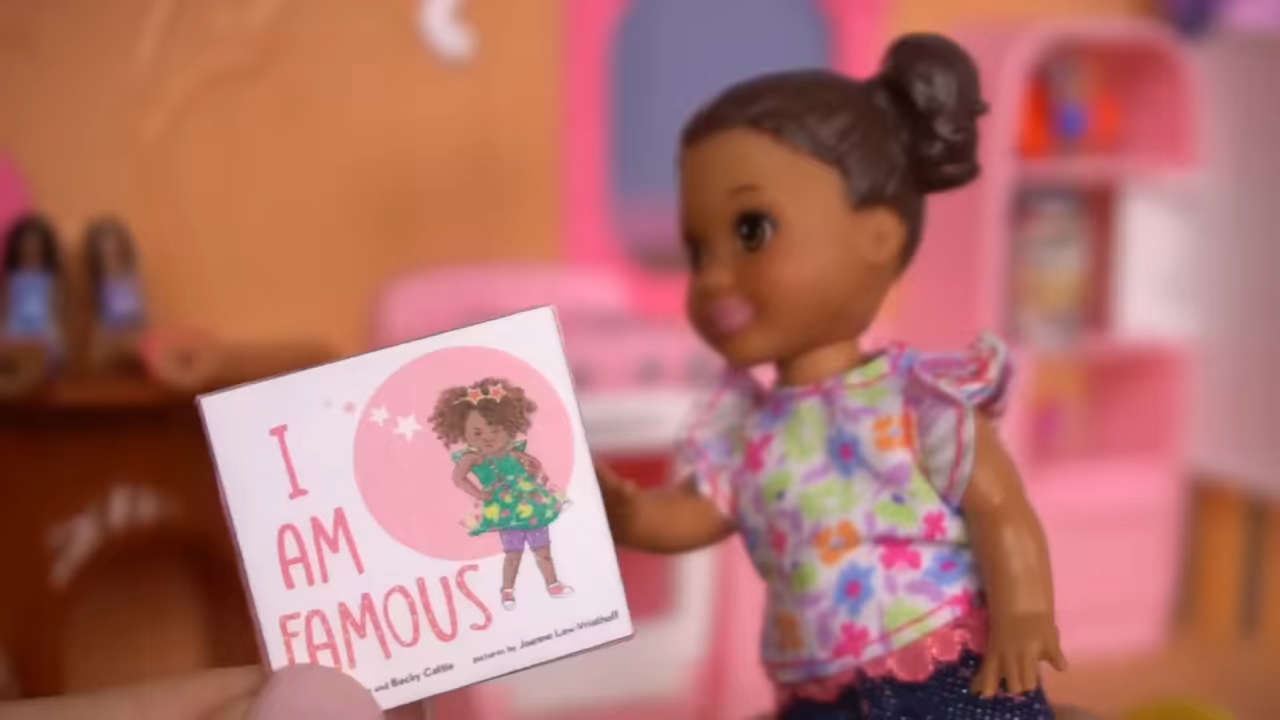 I
AM
FAMOUS
and Becky Cattie
pictures by Joanne Lew-Vriethoff